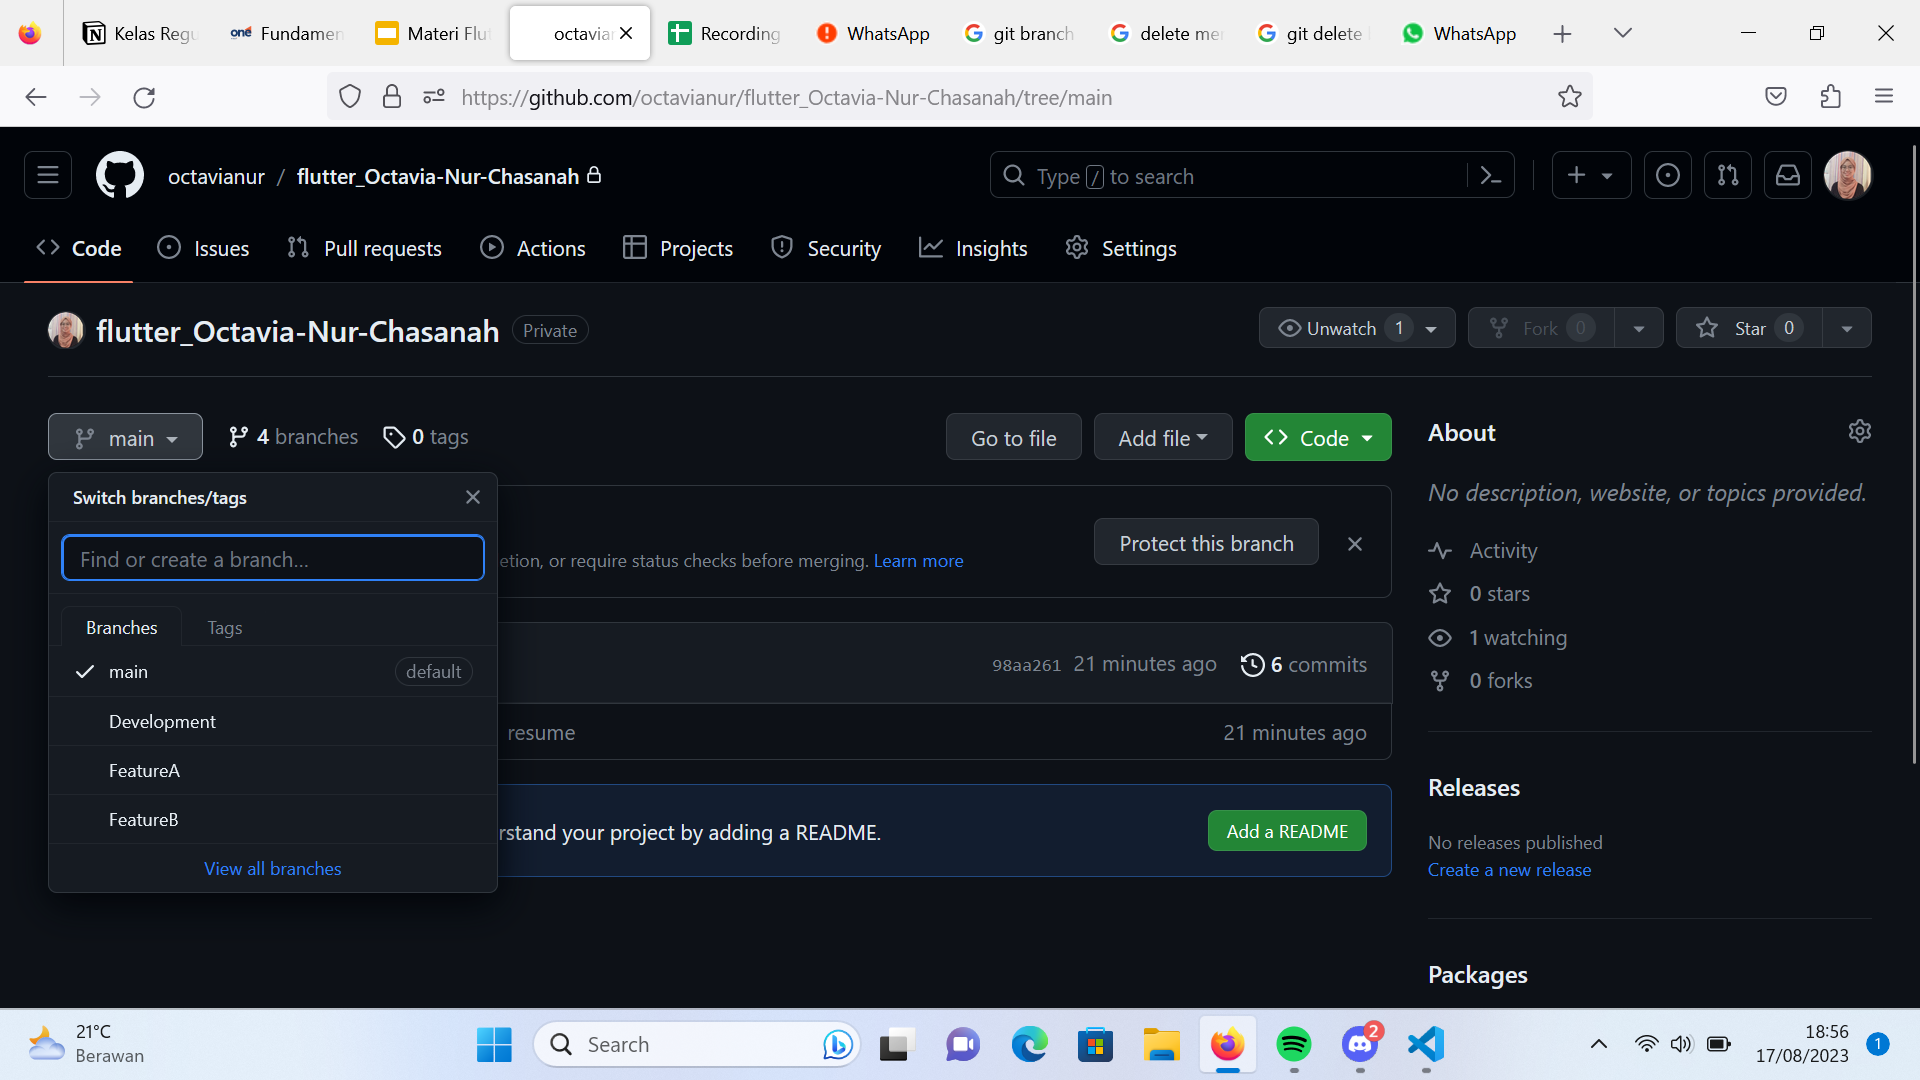 Kelas Regu
one Fundamen
Materi Flut
octavian
Recording
WhatsApp
git branch
delete mer
git delete
WhatsApp
https://github.com/octavianur/flutter_Octavia-Nur-Chasanah/tree/main
octavianur / flutter_Octavia-Nur-Chasanah
Type / to search
Code
Issues
Pull requests
Actions
Projects
Security
Insights
Settings
flutter_Octavia-Nur-Chasanah Private
Unwatch 1
Fork 0
Star 0
main
4 branches
0 tags
Go to file
Add file
Code
Switch branches/tags
Find or create a branch...
Branches
Tags
main default
Development
FeatureA
FeatureB
View all branches
etion, or require status checks before merging. Learn more
Protect this branch
98aa261 21 minutes ago 6 commits
resume 21 minutes ago
rstand your project by adding a README.
Add a README
About
No description, website, or topics provided.
Activity
0 stars
1 watching
0 forks
Releases
No releases published
Create a new release
Packages
21°C
Berawan
Search
2
18:56
17/08/2023
1